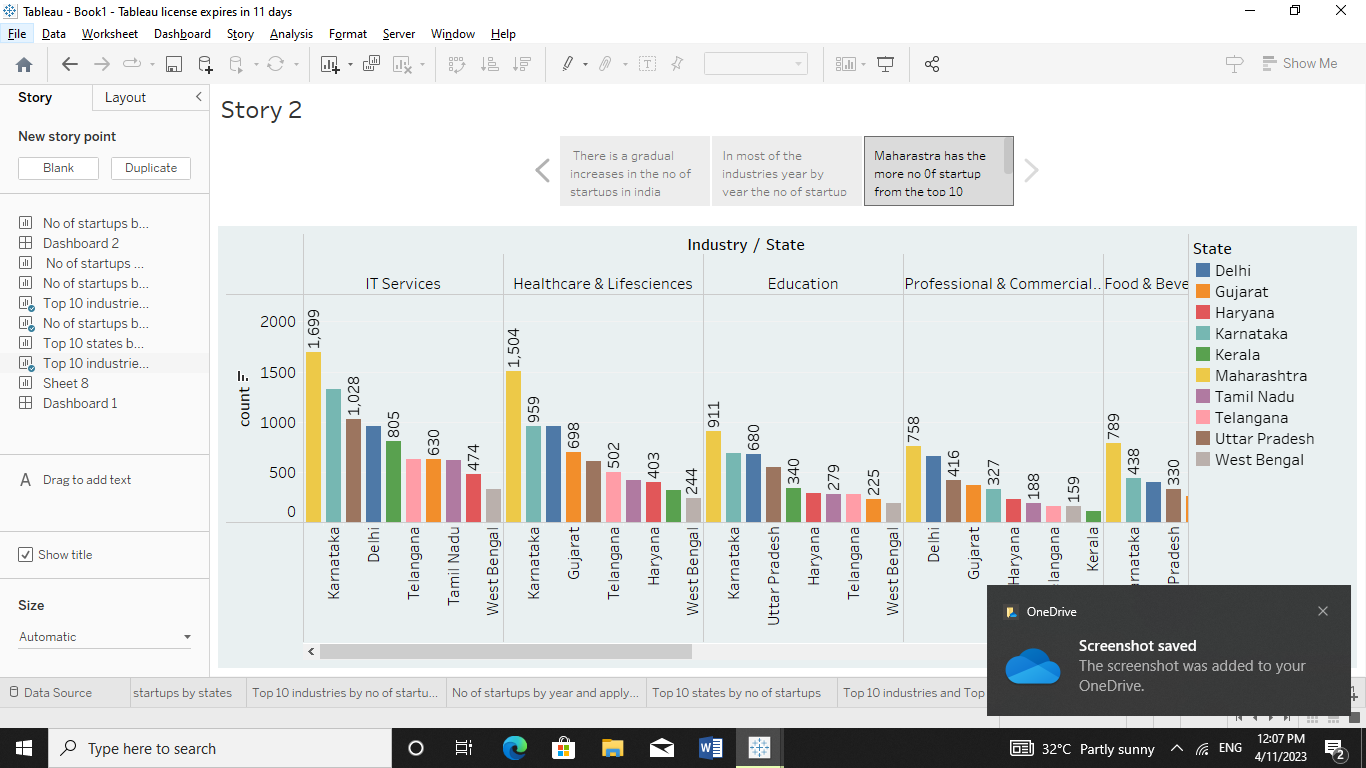 Tableau - Book1 - Tableau license expires in 11 days
File Data Worksheet Dashboard Story Analysis Format Server Window Help
Show Me
Story Layout
New story point
Blank Duplicate
No of startups b...
Dashboard 2
No of startups ...
No of startups b...
Top 10 industrie...
No of startups b...
Top 10 states b...
Top 10 industrie...
Sheet 8
Dashboard 1
A Drag to add text
Show title
Size
Automatic
Story 2
There is a gradual
increases in the no of
startups in india
In most of the
industries year by
year the no of startup
Maharastra has the
more no 0f startup
from the top 10
Industry / State
IT Services Healthcare & Lifesciences Education Professional & Commercial.. Food & Beve
count
2000
1500
1000
500
0
1,699 1,028 805 630 474
1,504 959 698 502 403 244
911 680 340 279 225
758 416 327 188 159
789 438 330
Karnataka Delhi Telangana Tamil Nadu West Bengal
Karnataka Gujarat Telangana Haryana West Bengal
Karnataka Uttar Pradesh Haryana Telangana West Bengal
Delhi Gujarat Haryana elangana Kerala
rnataka Pradesh
State
Delhi
Gujarat
Haryana
Karnataka
Kerala
Maharashtra
Tamil Nadu
Telangana
Uttar Pradesh
West Bengal
OneDrive
Screenshot saved
The screenshot was added to your
OneDrive.
Data Source startups by states Top 10 industries by no of startu... No of startups by year and apply... Top 10 states by no of startups Top 10 industries and Top
Type here to search
32°C Partly sunny ENG
12:07 PM
4/11/2023
2